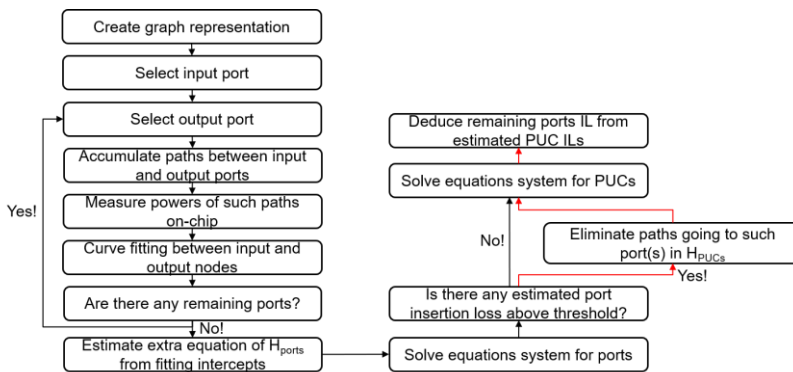 Create graph representation
Select input port
Select output port
Accumulate paths between input
and output ports
Measure powers of such paths
on-chip
Curve fitting between input and
output nodes
Are there any remaining ports?
Yes!
No!
Estimate extra equation of Hports
from fitting intercepts
Solve equations system for ports
Is there any estimated port
insertion loss above threshold?
No!
Yes!
Eliminate paths going to such
port(s) in HPUCs
Solve equations system for PUCs
Deduce remaining ports IL from
estimated PUC ILs